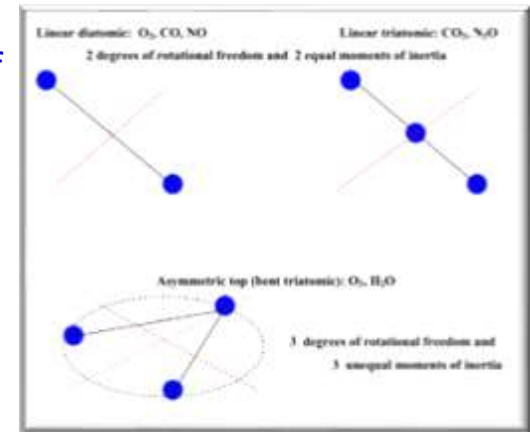 Linear diatomic: O₂, CO, NO
Linear triatomic: CO₂, N₂O
2 degrees of rotational freedom and 2 equal moments of inertia
Asymmetric top (bent triatomic): O₃, H₂O
3 degrees of rotational freedom and
3 unequal moments of inertia